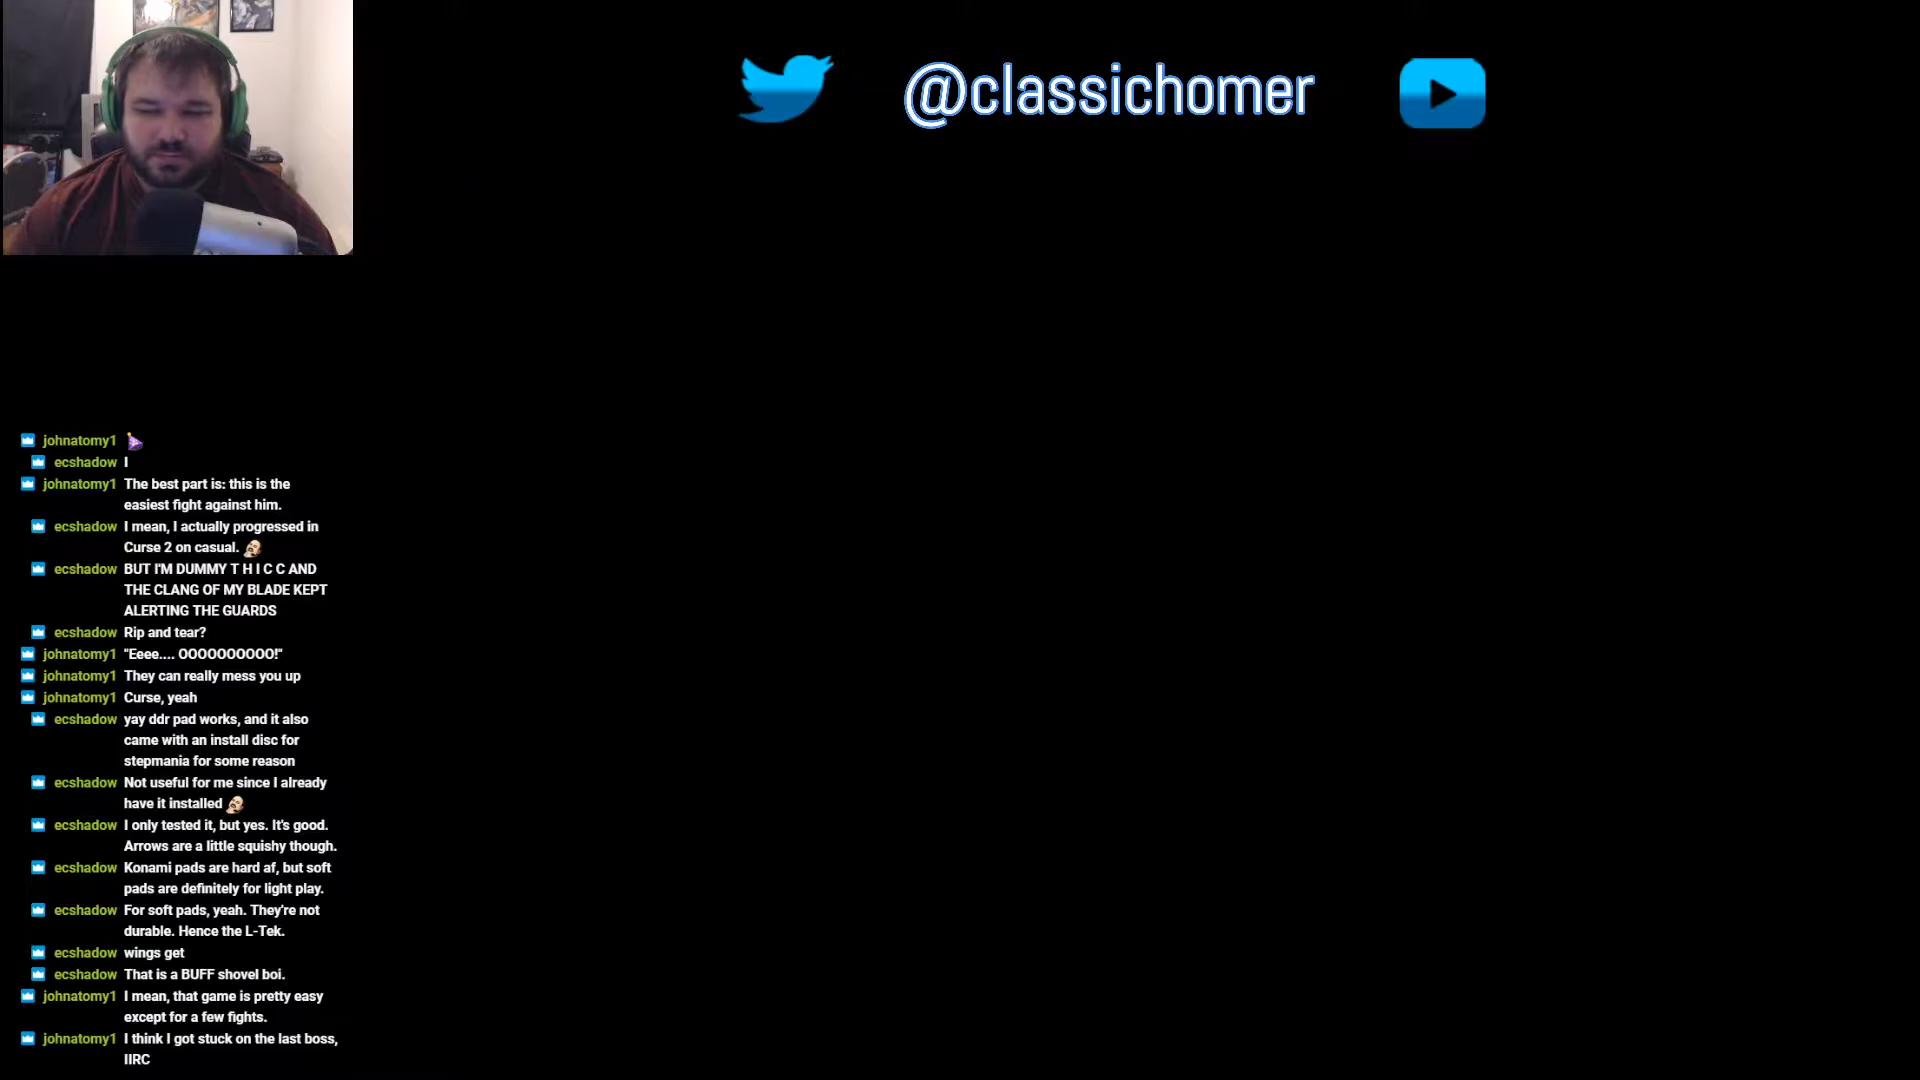 @classichomer
johnatomy1
ecshadow I
johnatomy1 The best part is: this is the
easiest fight against him.
ecshadow I mean, I actually progressed in
Curse 2 on casual.
ecshadow BUT I'M DUMMY T H I C C AND
THE CLANG OF MY BLADE KEPT
ALERTING THE GUARDS
ecshadow Rip and tear?
johnatomy1 "Eeee.... OOOOOOOOOO!"
johnatomy1 They can really mess you up
johnatomy1 Curse, yeah
ecshadow yay ddr pad works, and it also
came with an install disc for
stepmania for some reason
ecshadow Not useful for me since I already
have it installed
ecshadow I only tested it, but yes. It's good.
Arrows are a little squishy though.
ecshadow Konami pads are hard af, but soft
pads are definitely for light play.
ecshadow For soft pads, yeah. They're not
durable. Hence the L-Tek.
ecshadow wings get
ecshadow That is a BUFF shovel boi.
johnatomy1 I mean, that game is pretty easy
except for a few fights.
johnatomy1 I think I got stuck on the last boss,
IIRC